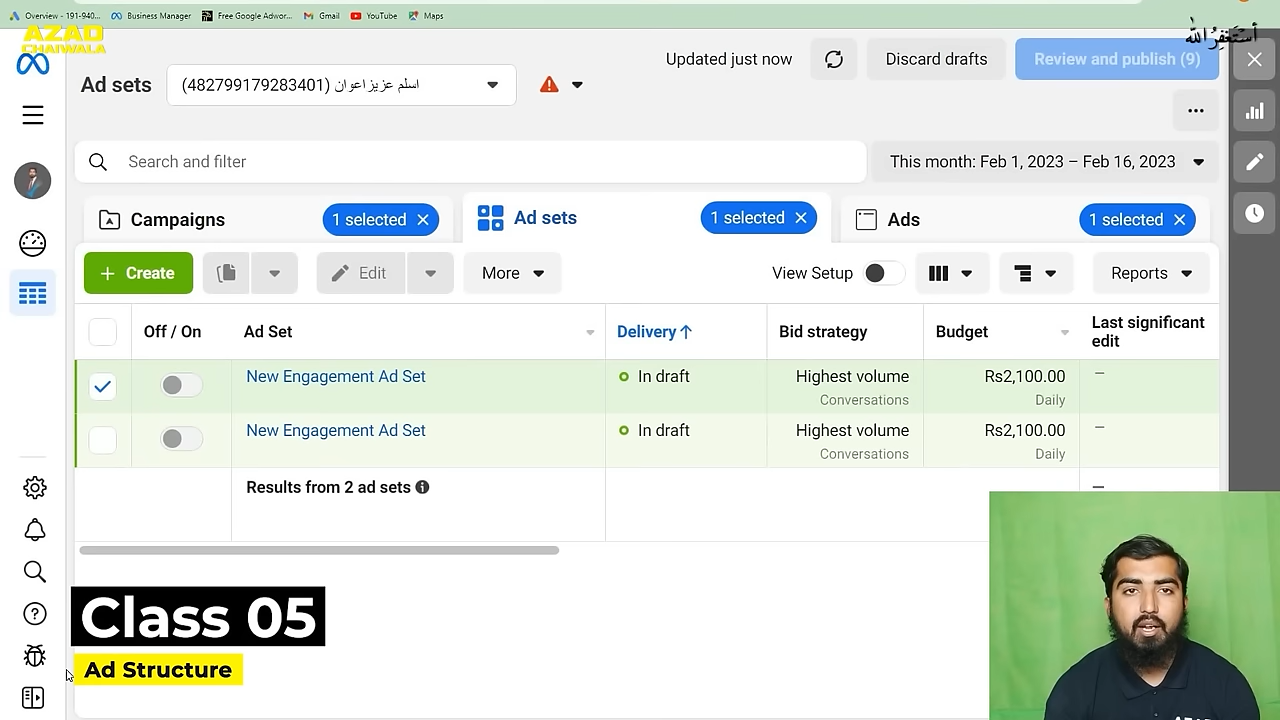 Overview - 191-940...
Business Manager
Free Google Adwor...
Gmail
YouTube
Maps
AZAD
CHAIWALA
أستغفر الله
Ad sets
(482799179283401) اسلم عزیز اعوان
Updated just now
Discard drafts
Review and publish (9)
Search and filter
This month: Feb 1, 2023 – Feb 16, 2023
Campaigns
1 selected
Ad sets
1 selected
Ads
1 selected
+ Create
Edit
More
View Setup
Reports
Off / On
Ad Set
Delivery ↑
Bid strategy
Budget
Last significant
edit
New Engagement Ad Set
In draft
Highest volume
Conversations
Rs2,100.00
Daily
—
New Engagement Ad Set
In draft
Highest volume
Conversations
Rs2,100.00
Daily
—
Results from 2 ad sets
—
Class 05
Ad Structure